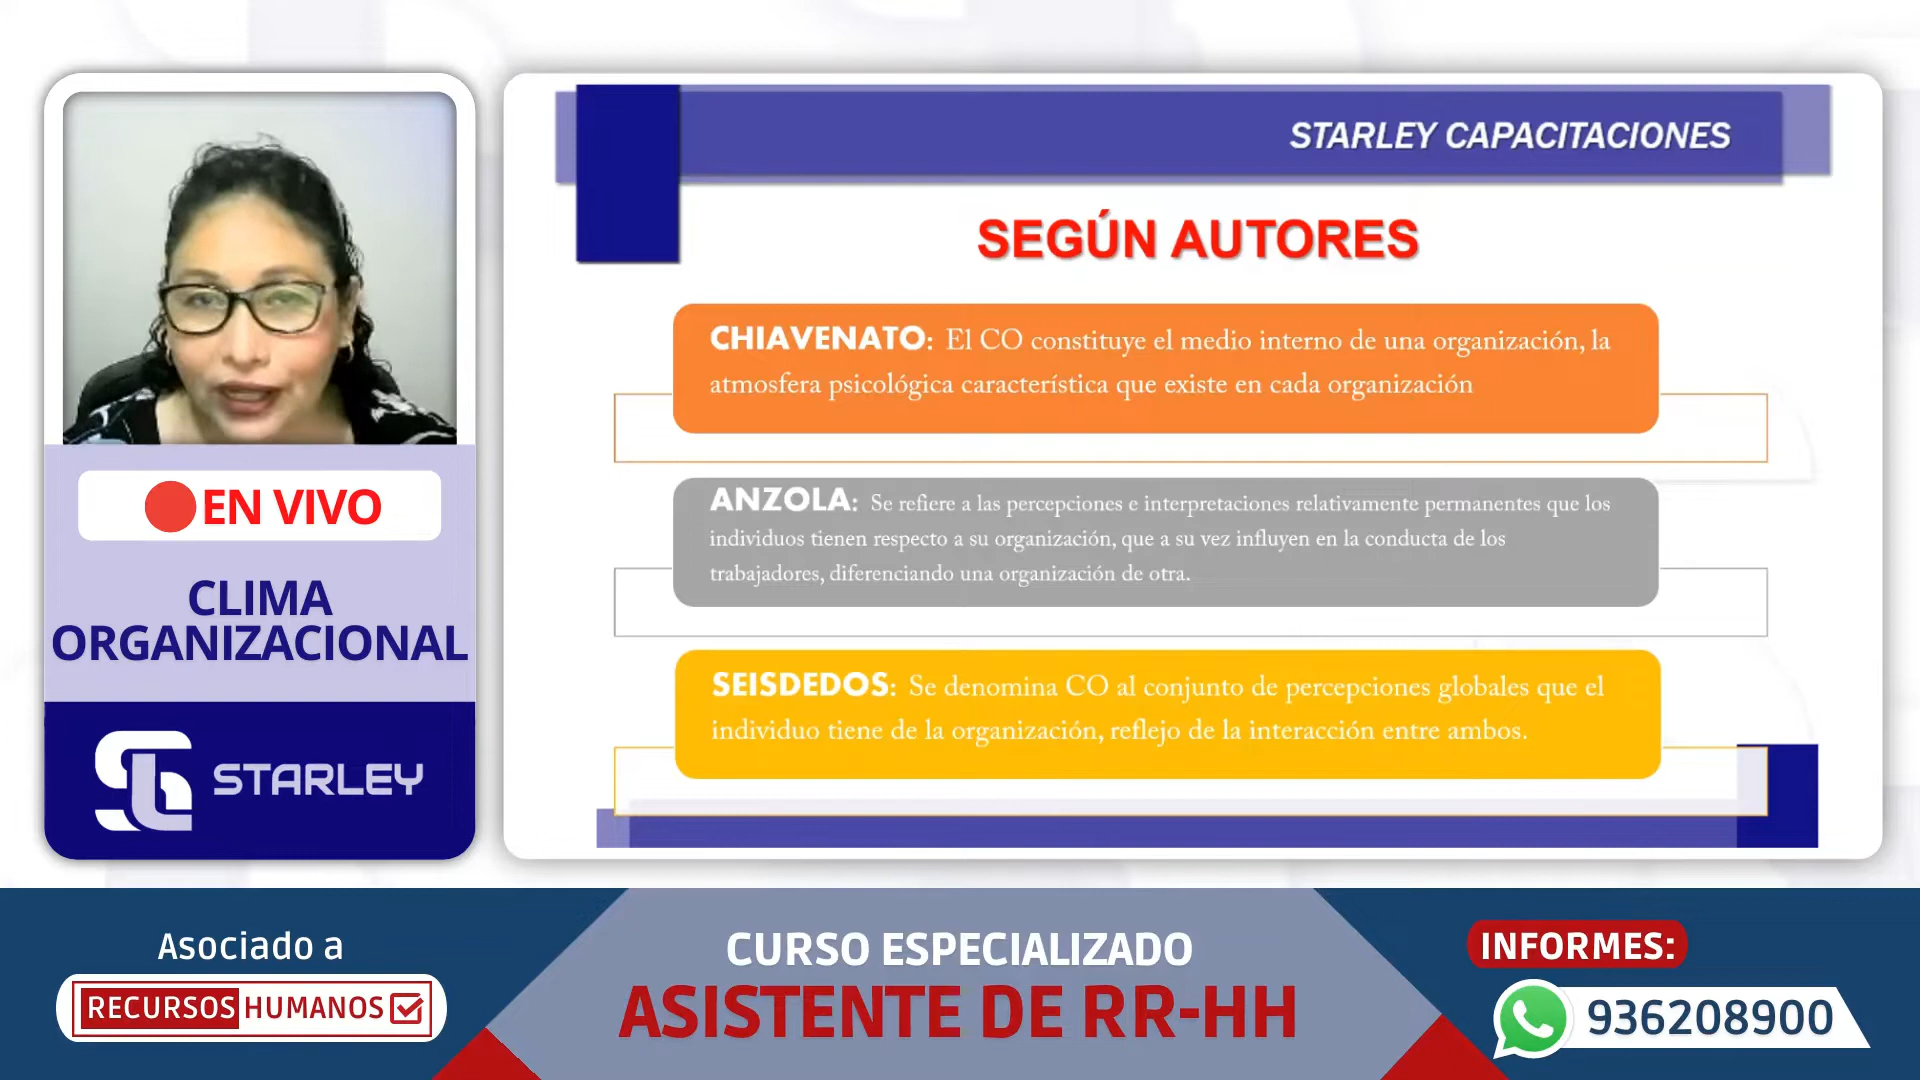 STARLEY CAPACITACIONES
SEGÚN AUTORES
CHIAVENATO: El CO constituye el medio interno de una organización, la
atmosfera psicológica característica que existe en cada organización
ANZOLA: Se refiere a las percepciones e interpretaciones relativamente permanentes que los
individuos tienen respecto a su organización, que a su vez influyen en la conducta de los
trabajadores, diferenciando una organización de otra.
SEISDEDOS: Se denomina CO al conjunto de percepciones globales que el
individuo tiene de la organización, reflejo de la interacción entre ambos.
EN VIVO
CLIMA
ORGANIZACIONAL
STARLEY
Asociado a
RECURSOS HUMANOS
CURSO ESPECIALIZADO
ASISTENTE DE RR-HH
INFORMES:
936208900